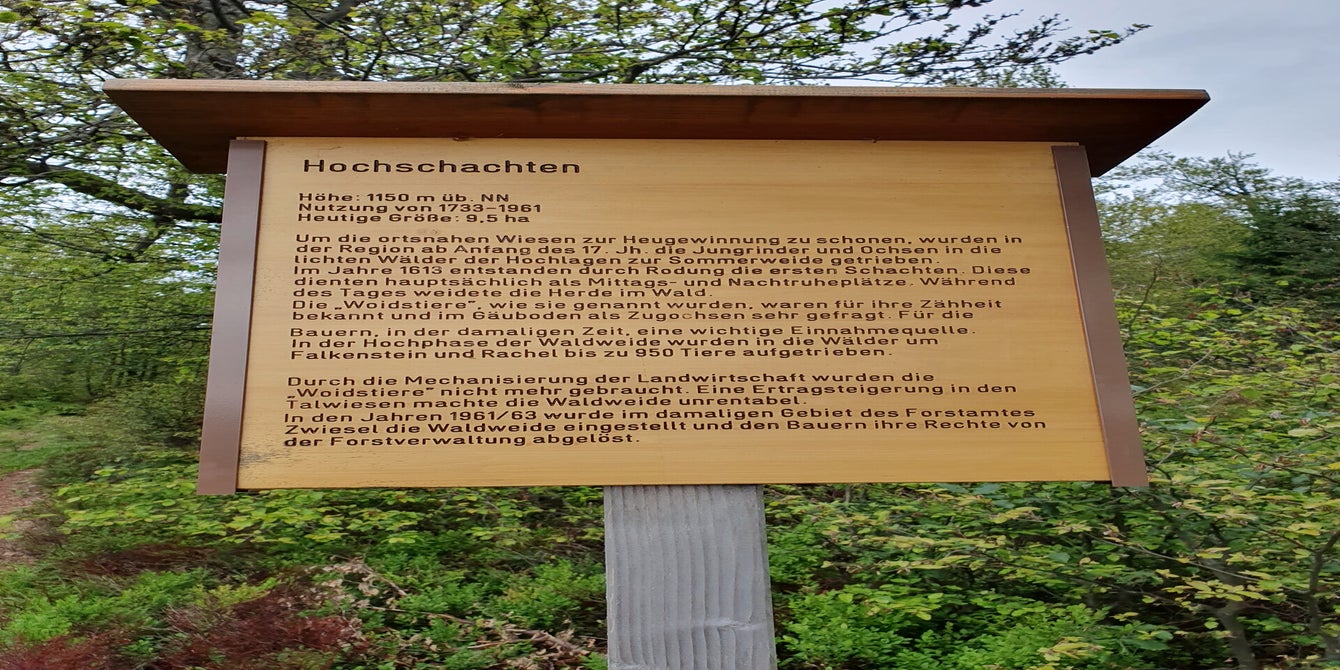 Hochschachten
Höhe: 1150 m üb. NN
Nutzung von 1733-1961
Heutige Größe: 9,5 ha
Um die ortsnahen Wiesen zur Heugewinnung zu schonen, wurden in
der Region ab Anfang des 17. Jh. die Jungrinder und Ochsen in die
lichten Wälder der Hochlagen zur Sommerweide getrieben.
Im Jahre 1613 entstanden durch Rodung die ersten Schachten. Diese
dienten hauptsächlich als Mittags- und Nachtruheplätze. Während
des Tages weidete die Herde im Wald.
Die „Woidstiere", wie sie genannt wurden, waren für ihre Zähheit
bekannt und im Gäuboden als Zugochsen sehr gefragt. Für die
Bauern, in der damaligen Zeit, eine wichtige Einnahmequelle.
In der Hochphase der Waldweide wurden in die Wälder um
Falkenstein und Rachel bis zu 950 Tiere aufgetrieben.
Durch die Mechanisierung der Landwirtschaft wurden die
„Woidstiere" nicht mehr gebraucht. Eine Ertragsteigerung in den
Talwiesen machte die Waldweide unrentabel.
In den Jahren 1961/63 wurde im damaligen Gebiet des Forstamtes
Zwiesel die Waldweide eingestellt und den Bauern ihre Rechte von
der Forstverwaltung abgelöst.